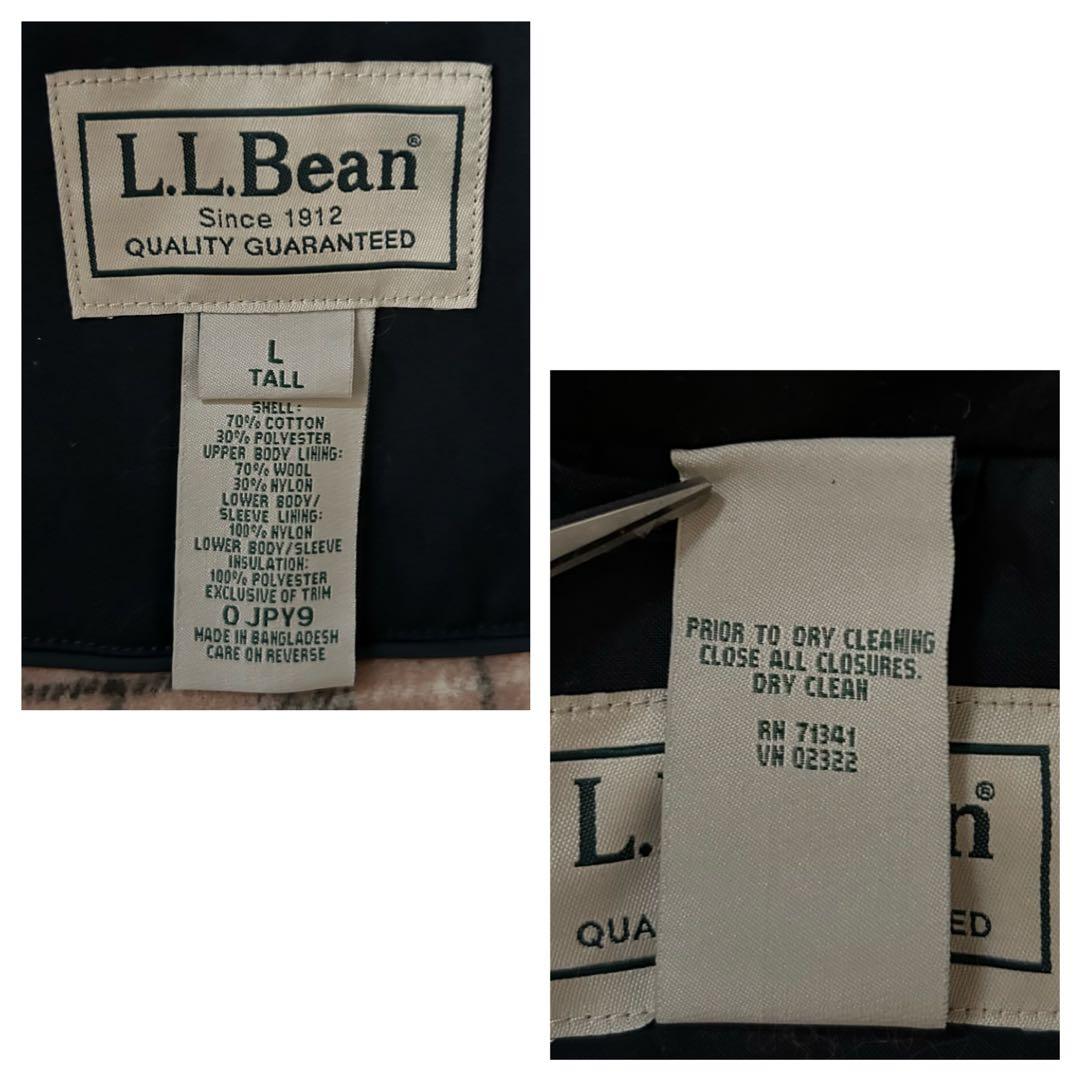 L.L.Bean®
Since 1912
QUALITY GUARANTEED
L
TALL
SHELL:
70% COTTON
30% POLYESTER
UPPER BODY LINING:
70% WOOL
30% NYLON
LOWER BODY/
SLEEVE LINING:
100% NYLON
LOWER BODY/SLEEVE
INSULATION:
100% POLYESTER
EXCLUSIVE OF TRIM
0 JPY9
MADE IN BANGLADESH
CARE ON REVERSE
PRIOR TO DRY CLEANING
CLOSE ALL CLOSURES.
DRY CLEAN
RN 71341
VN 02322
L. n®
QUA ED